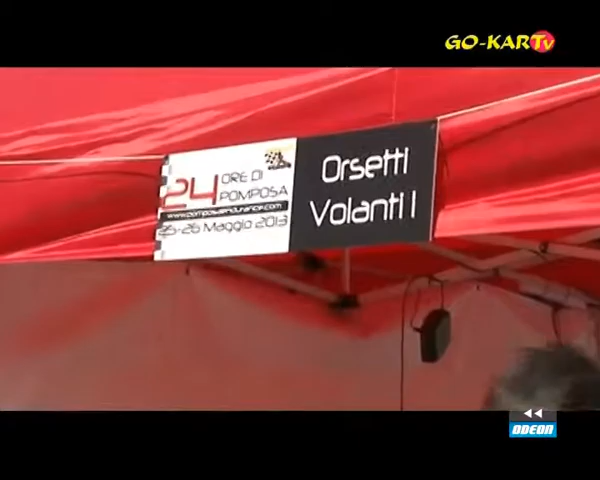 GO-KARTv
24 ORE DI
POMPOSA
www.pomposaendurance.com
25-26 Maggio 2013
Orsetti
Volanti I
ODEON